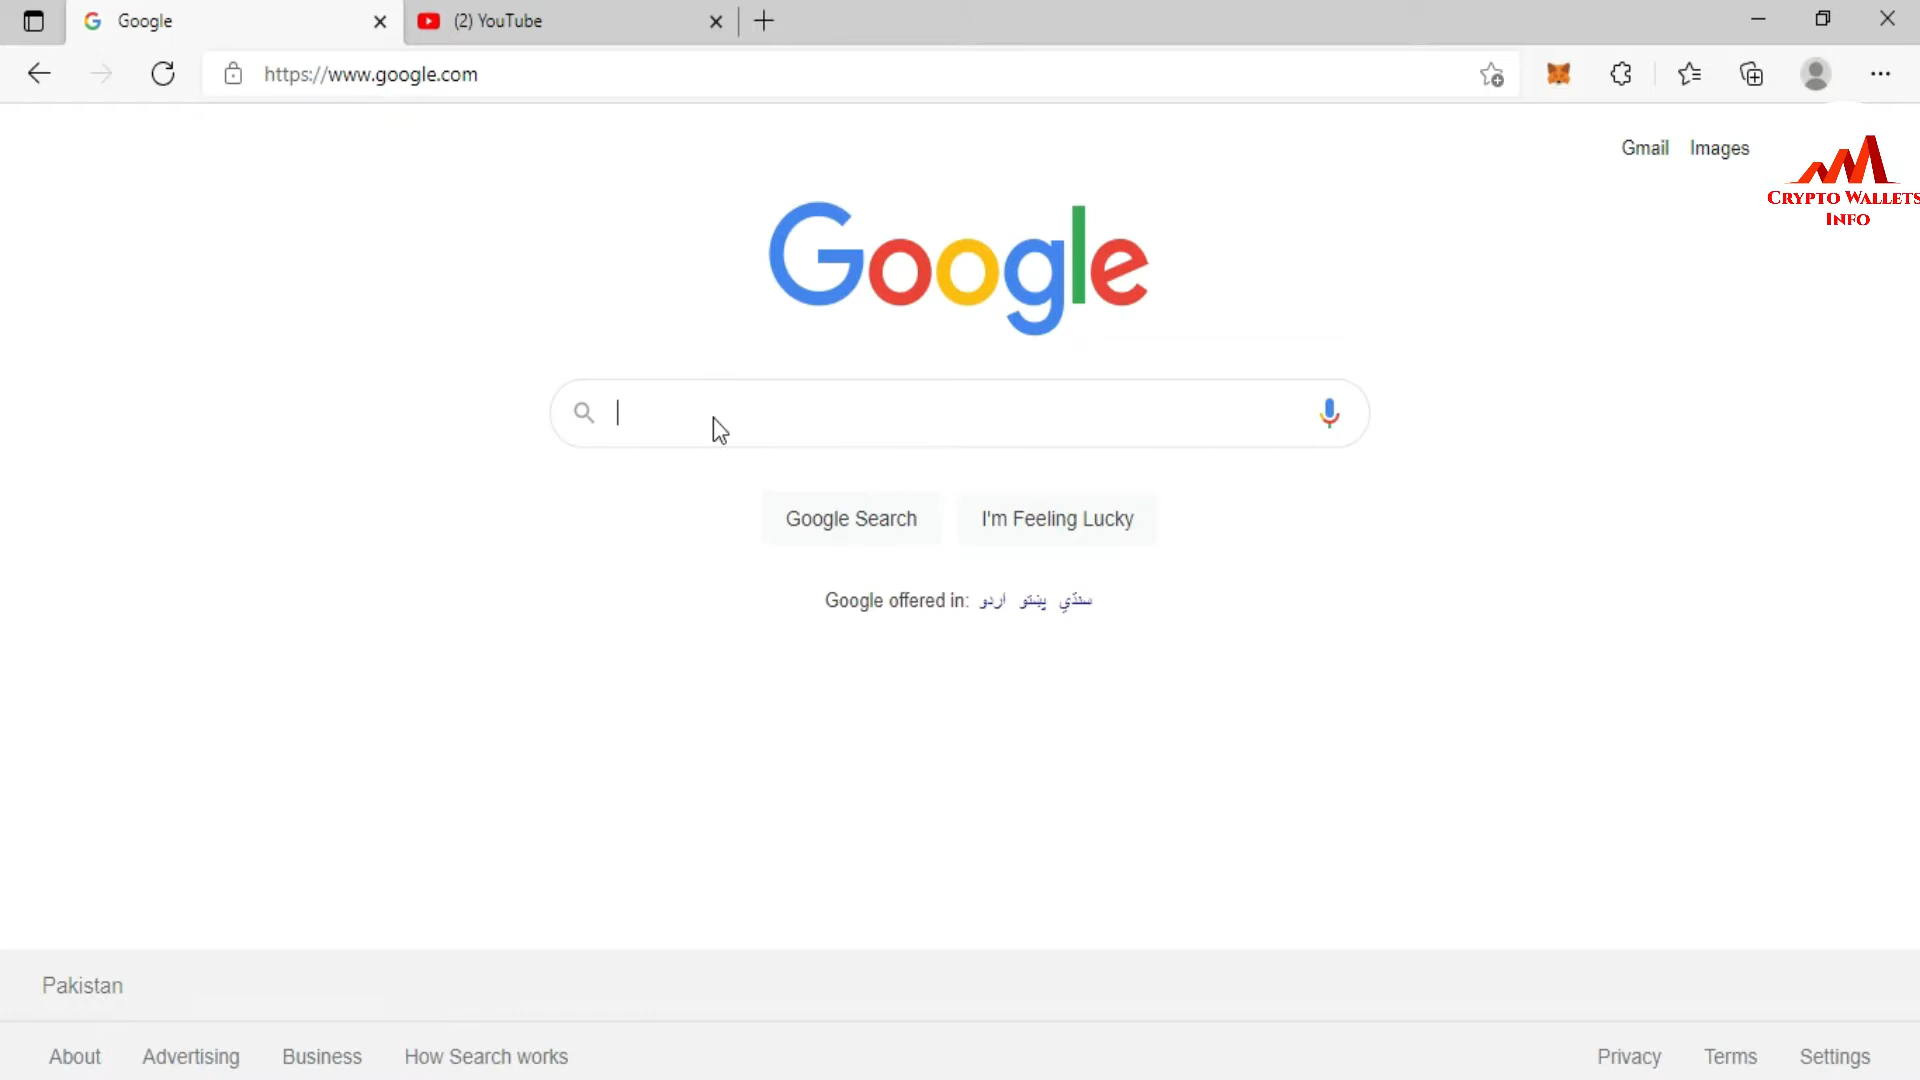 Google
(2) YouTube
https://www.google.com
Gmail Images
CRYPTO WALLETS
INFO
Google
Google Search
I'm Feeling Lucky
Google offered in: اردو پښتو سنڌي
Pakistan
About Advertising Business How Search works
Privacy Terms Settings